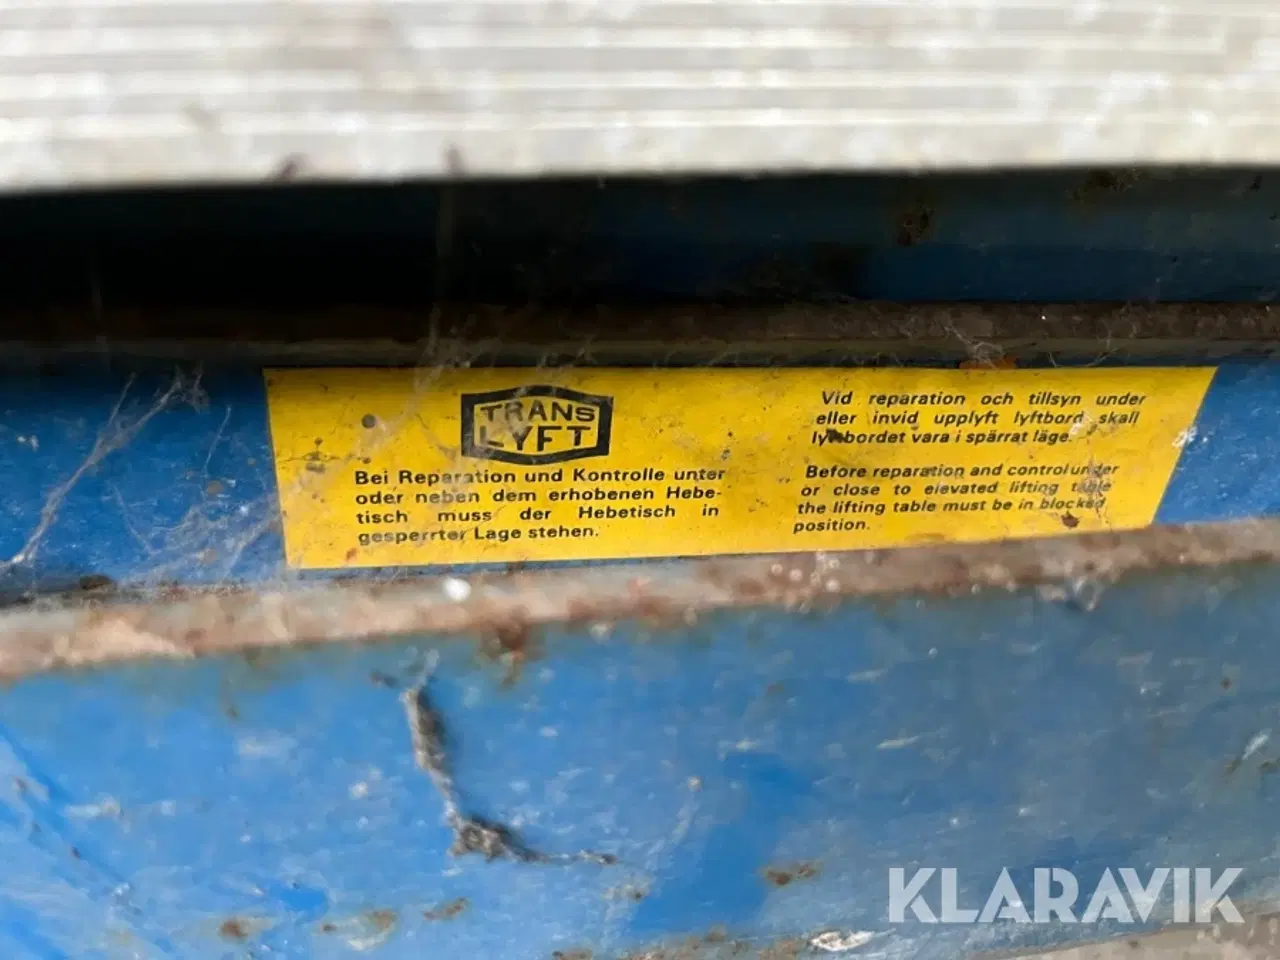 TRANS
LYFT
Bei Reparation und Kontrolle unter
oder neben dem erhobenen Hebe-
tisch muss der Hebetisch in
gesperrter Lage stehen.
Vid reparation och tillsyn under
eller invid upplyft lyftbord skall
lyftbordet vara i spärrat läge.
Before reparation and control under
or close to elevated lifting table
the lifting table must be in blocked
position.
KLARAVIK